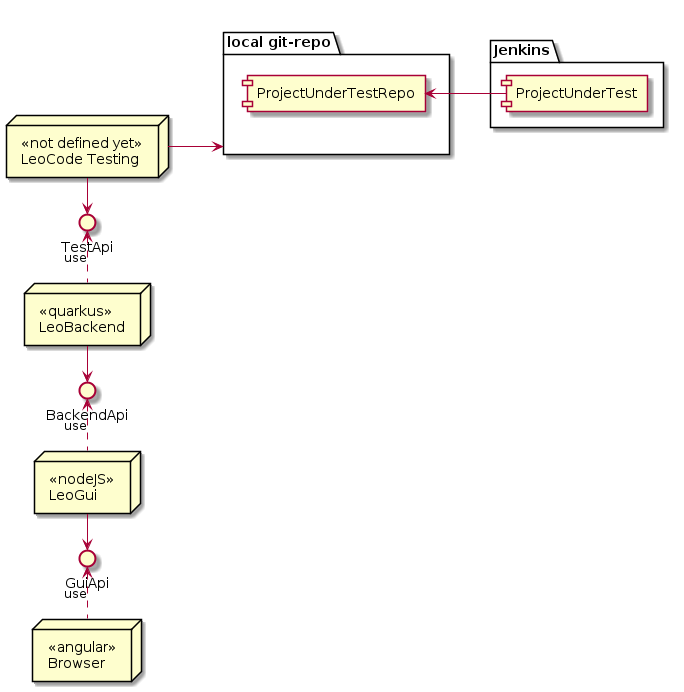 local git-repo
Jenkins
ProjectUnderTestRepo
ProjectUnderTest
«not defined yet»
LeoCode Testing
TestApi
use
«quarkus»
LeoBackend
BackendApi
use
«nodeJS»
LeoGui
GuiApi
use
«angular»
Browser